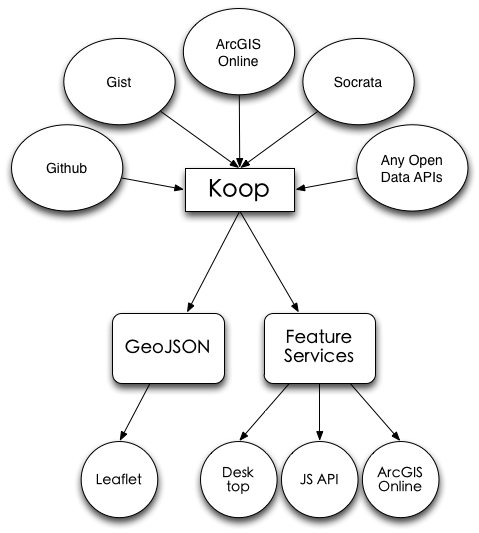 ArcGIS
Online
Gist
Socrata
Github
Any Open
Data APIs
Koop
GeoJSON
Feature
Services
Leaflet
Desk
top
JS API
ArcGIS
Online